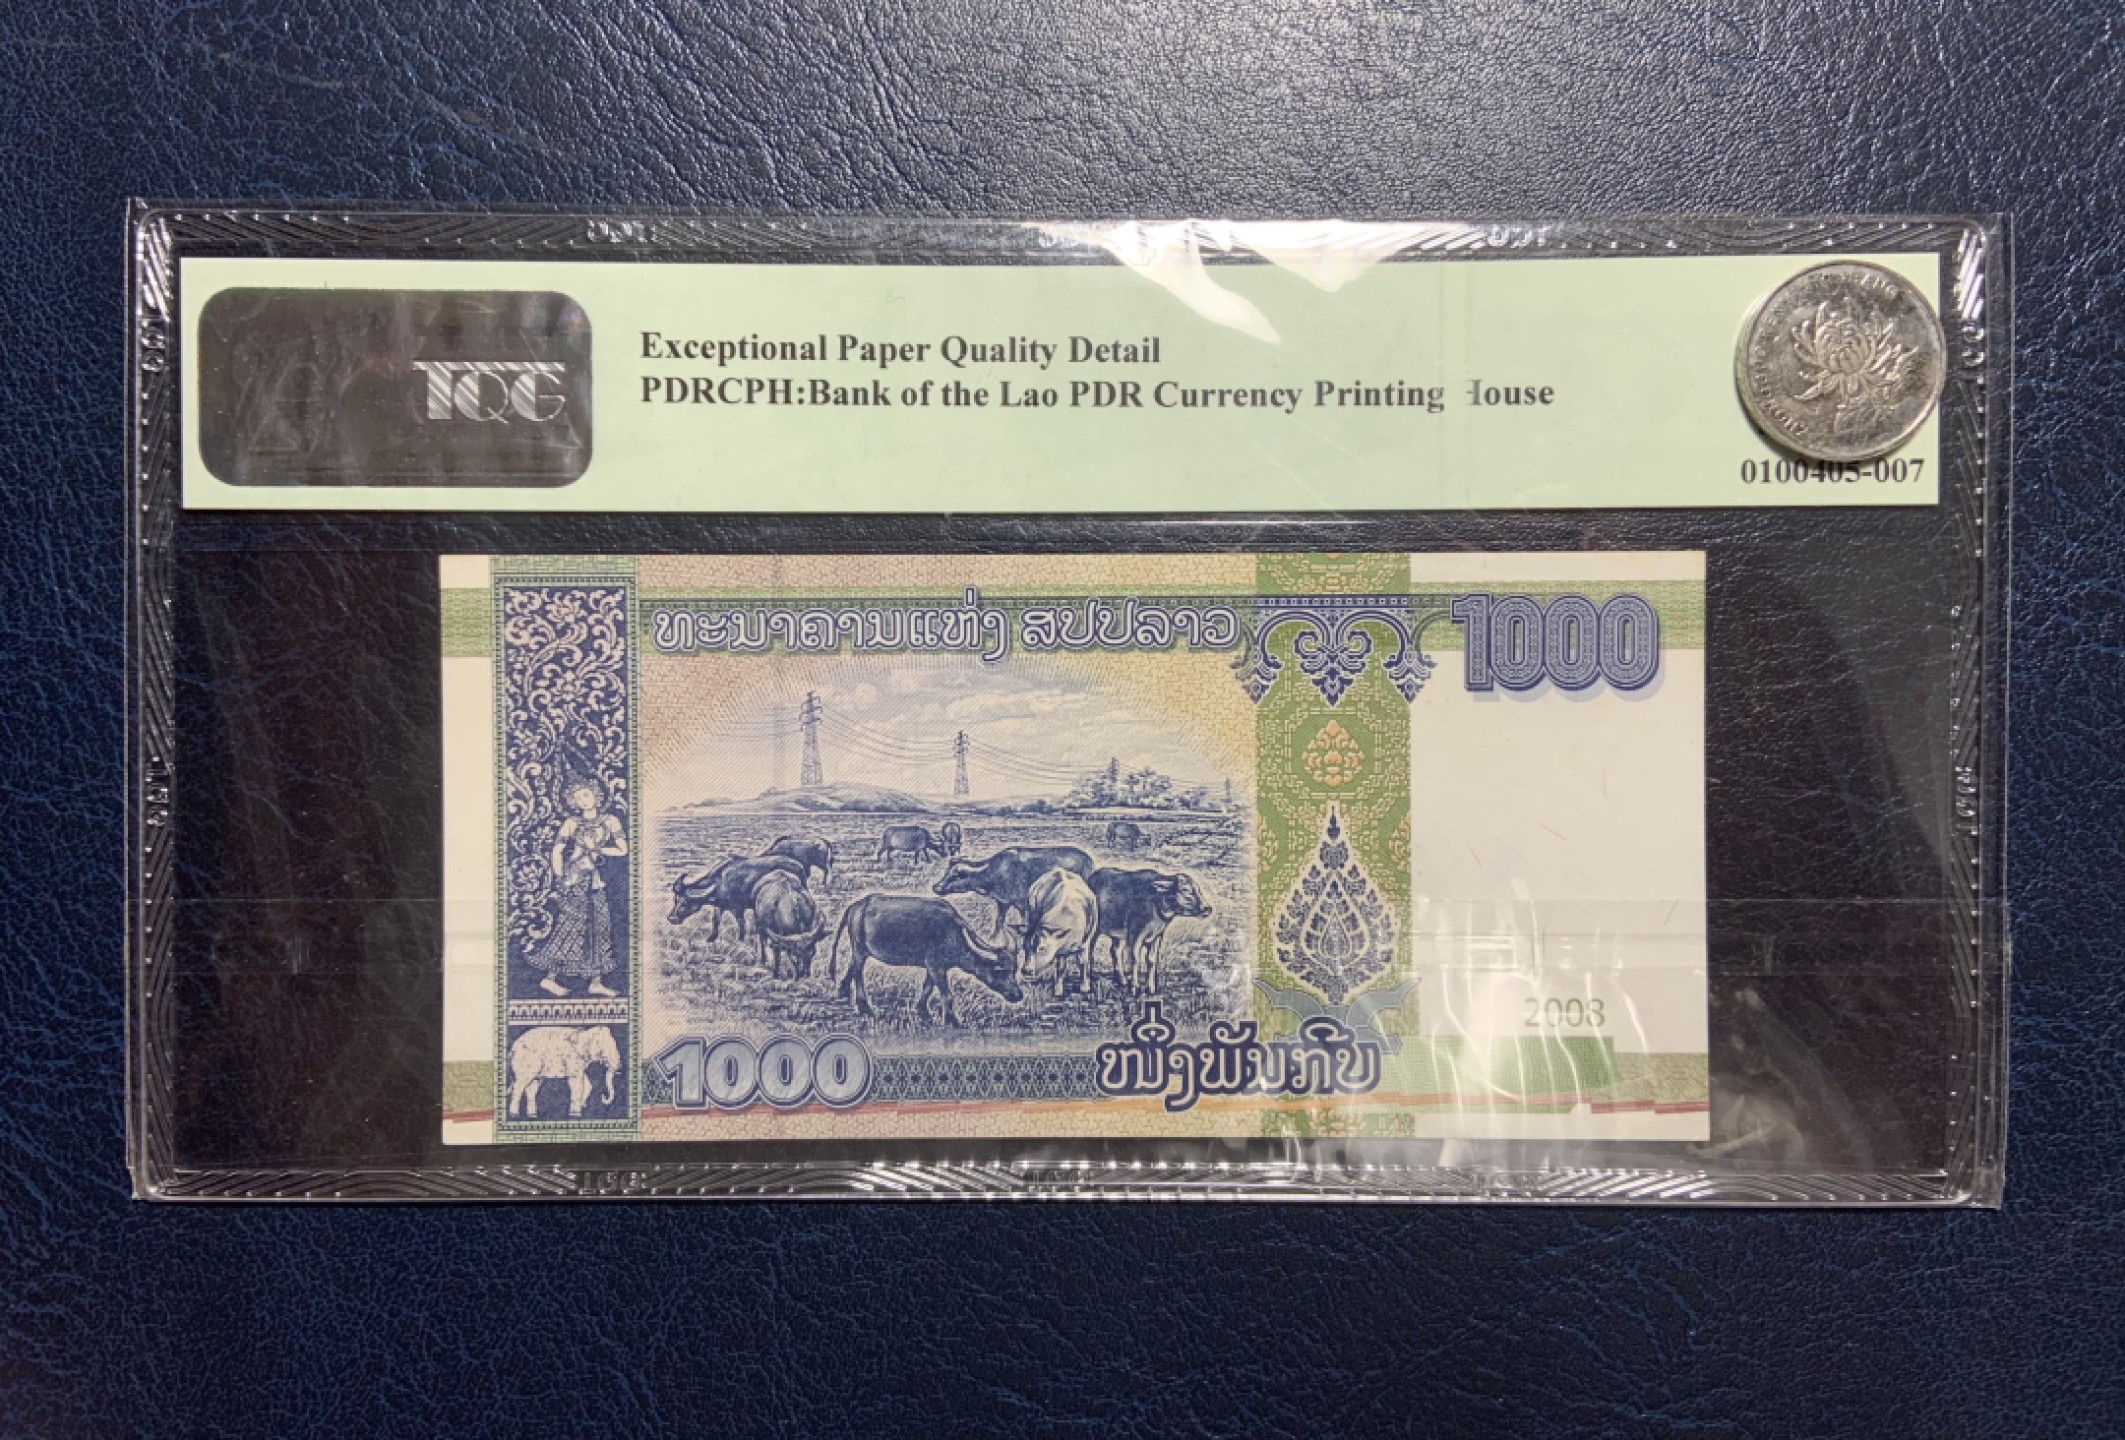 TQG
Exceptional Paper Quality Detail
PDRCPH:Bank of the Lao PDR Currency Printing House
0100405-007
ທະນາຄານແຫ່ງ ສປປລາວ
1000
2008
1000
ໜຶ່ງພັນກີບ